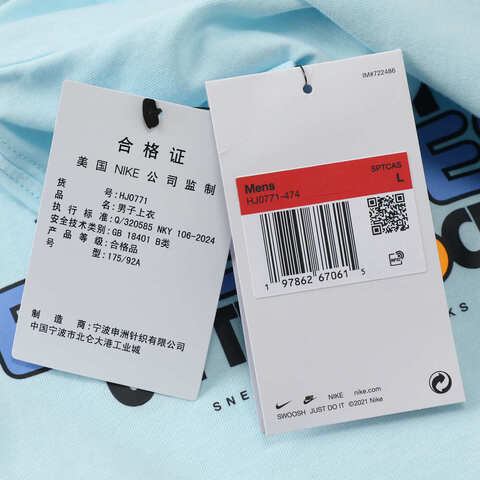 合格证
美国 NIKE 公司监制
货 号: HJ0771
品 名: 男子上衣
执行标准: Q/320585 NKY 106-2024
安全技术类别: GB 18401 B类
产品等级: 合格品
型 号: 175/92A
制造商: 宁波申洲针织有限公司
中国宁波市北仑大港工业城
IM#722486
Mens
SPTCAS
HJ0771-474
L
RFID
1 97862 67061 5
NIKE nike.com
SWOOSH JUST DO IT ©2021 Nike
SNE